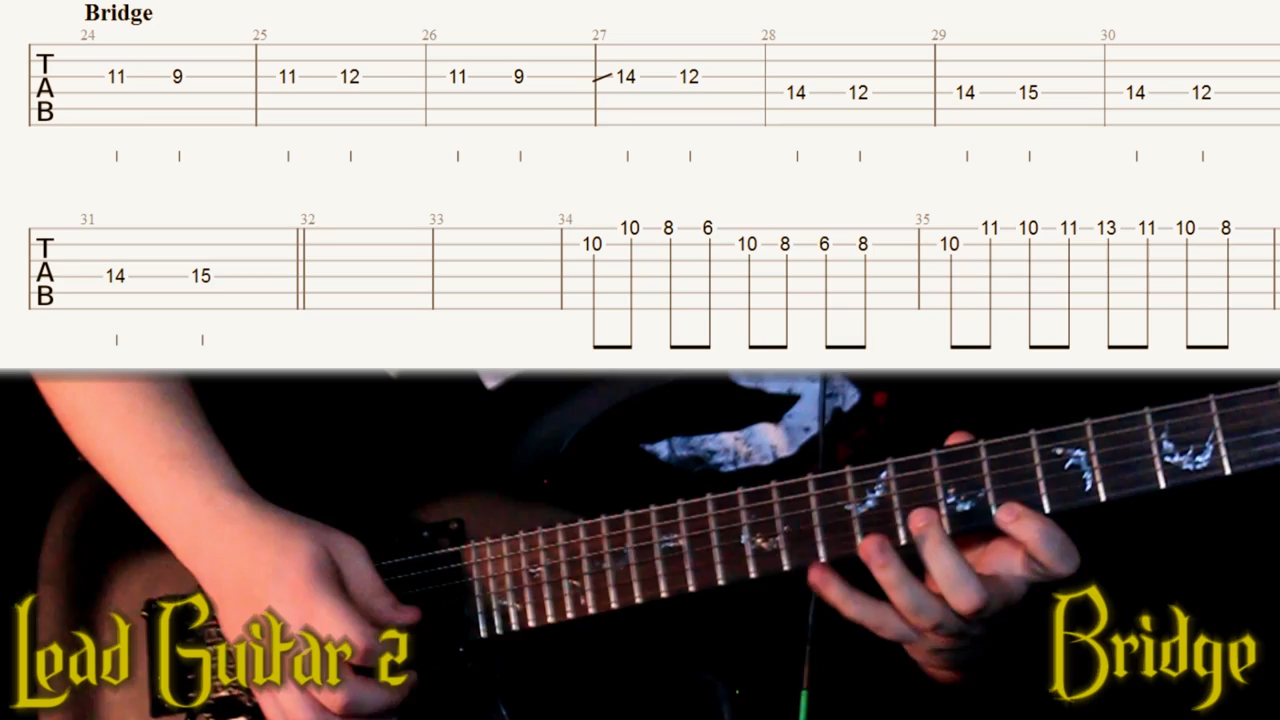 Bridge
24 25 26 27 28 29 30
T
A
B
11 9 11 12 11 9 14 12
14 12 14 15 14 12
31 32 33 34 35
10 8 6 11 10 11 13 11 10 8
T
A
B
10 10 8 6 8 10
14 15
Lead Guitar 2
Bridge